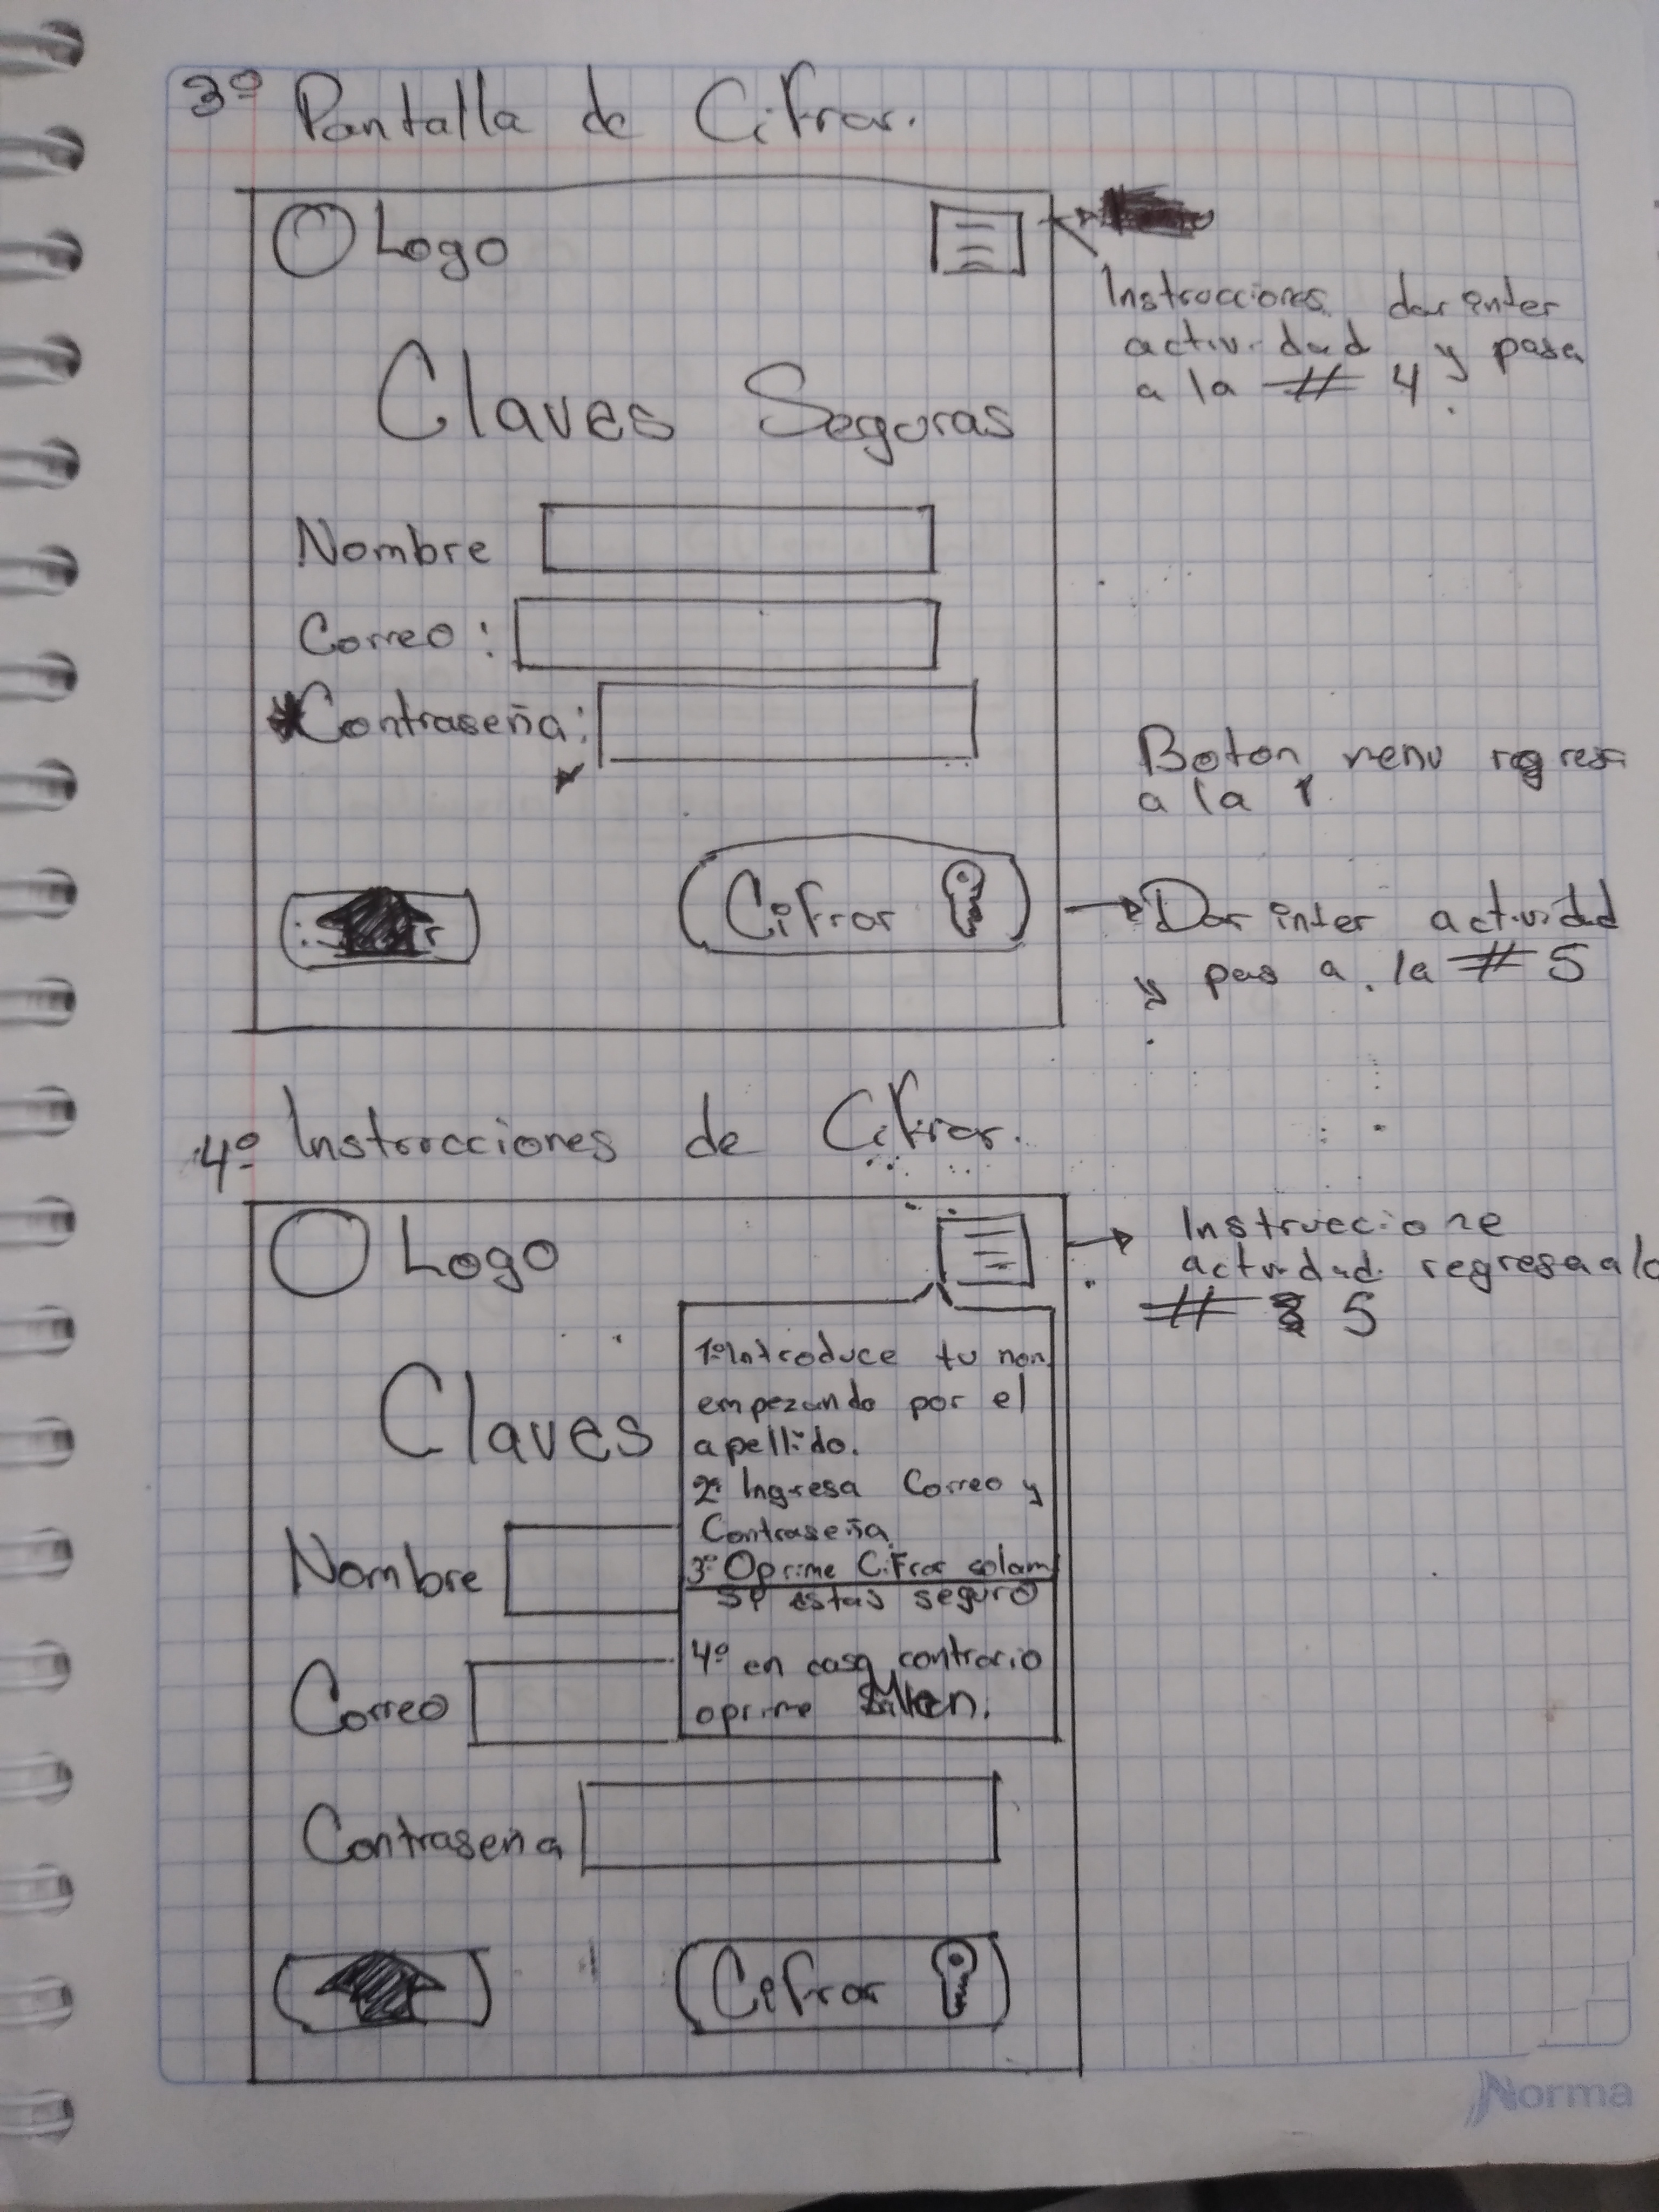 3º Pantalla de Cifrar.
Logo
Instrucciones dar inter
actividad y pasa
a la # 4.
Claves Seguras
Nombre
Correo:
*Contraseña:
Boton menu regresa
a la 1
Cifrar
Dar inter actividad
y pas a la # 5
4º Instrucciones de Cifrar.
Logo
Instruccione
actividad regresa a la
# 5
Claves
1º Introduce tu nom
empezando por el
apellido.
2º Ingresa Correo y
Contraseña
3º Oprime Cifrar solam
si estas seguro
4º en caso contrario
oprime
Nombre
Correo
Contraseña
Cifrar
Norma